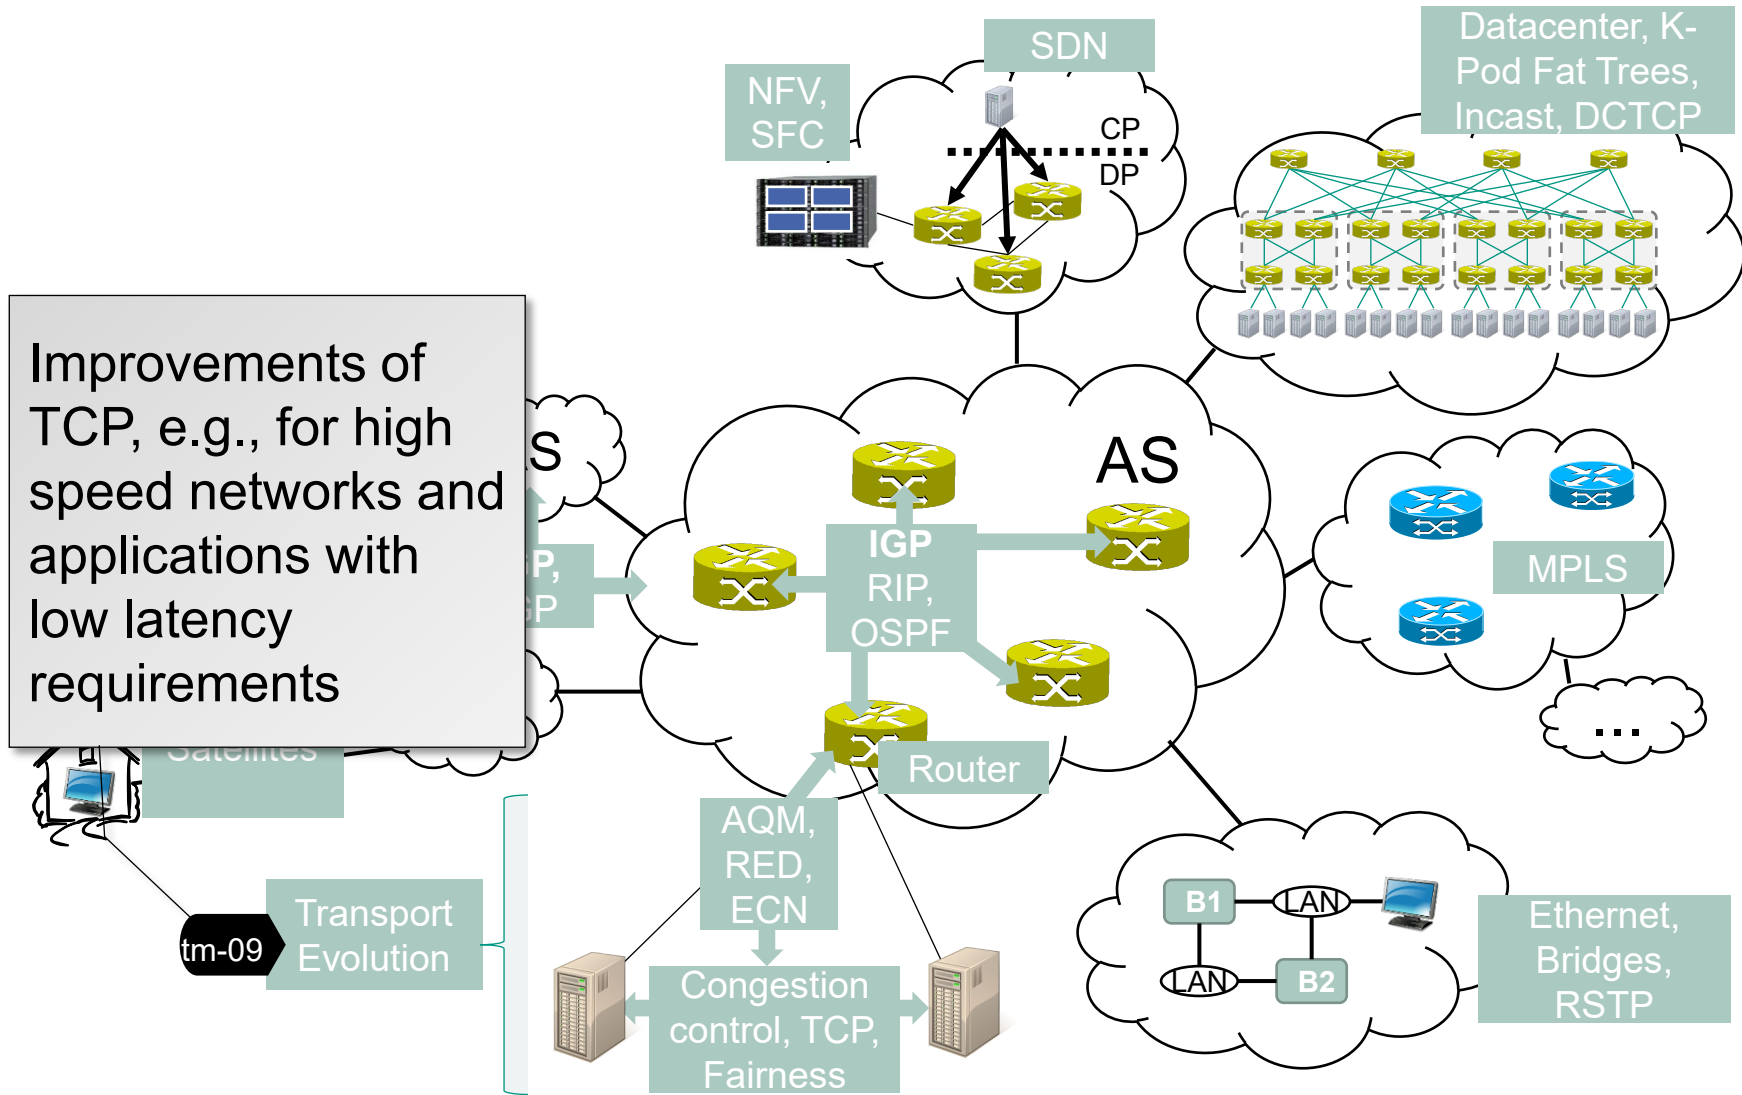 SDN
NFV,
SFC
CP
DP
Datacenter, K-
Pod Fat Trees,
Incast, DCTCP
Improvements of
TCP, e.g., for high
speed networks and
applications with
low latency
requirements
AS
IGP
RIP,
OSPF
MPLS
...
Satellites
Router
AQM,
RED,
ECN
tm-09
Transport
Evolution
Congestion
control, TCP,
Fairness
B1
LAN
LAN
B2
Ethernet,
Bridges,
RSTP